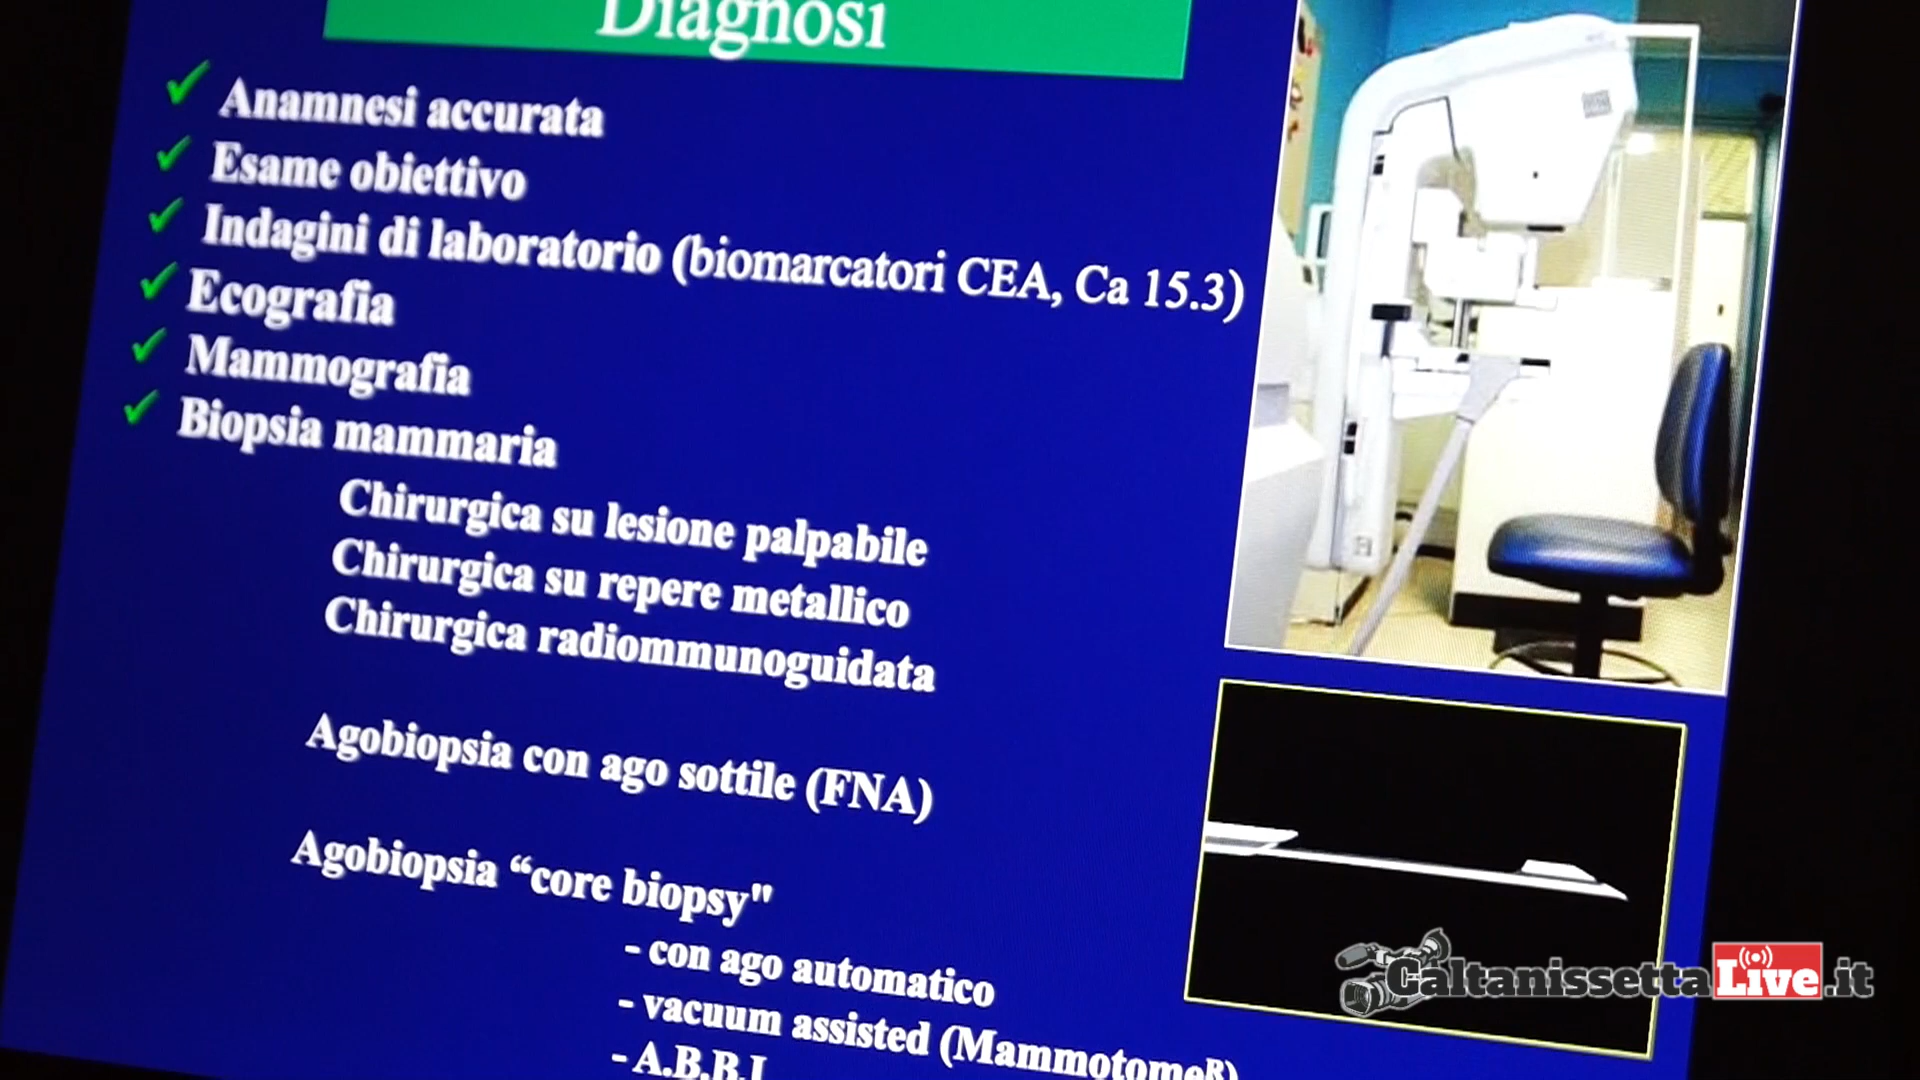 Diagnosi
Anamnesi accurata
Esame obiettivo
Indagini di laboratorio (biomarcatori CEA, Ca 15.3)
Ecografia
Mammografia
Biopsia mammaria
Chirurgica su lesione palpabile
Chirurgica su repere metallico
Chirurgica radiommunoguidata
Agobiopsia con ago sottile (FNA)
Agobiopsia “core biopsy"
- con ago automatico
- vacuum assisted (Mammotome®)
- A.B.B.I
CaltanissettaLive.it